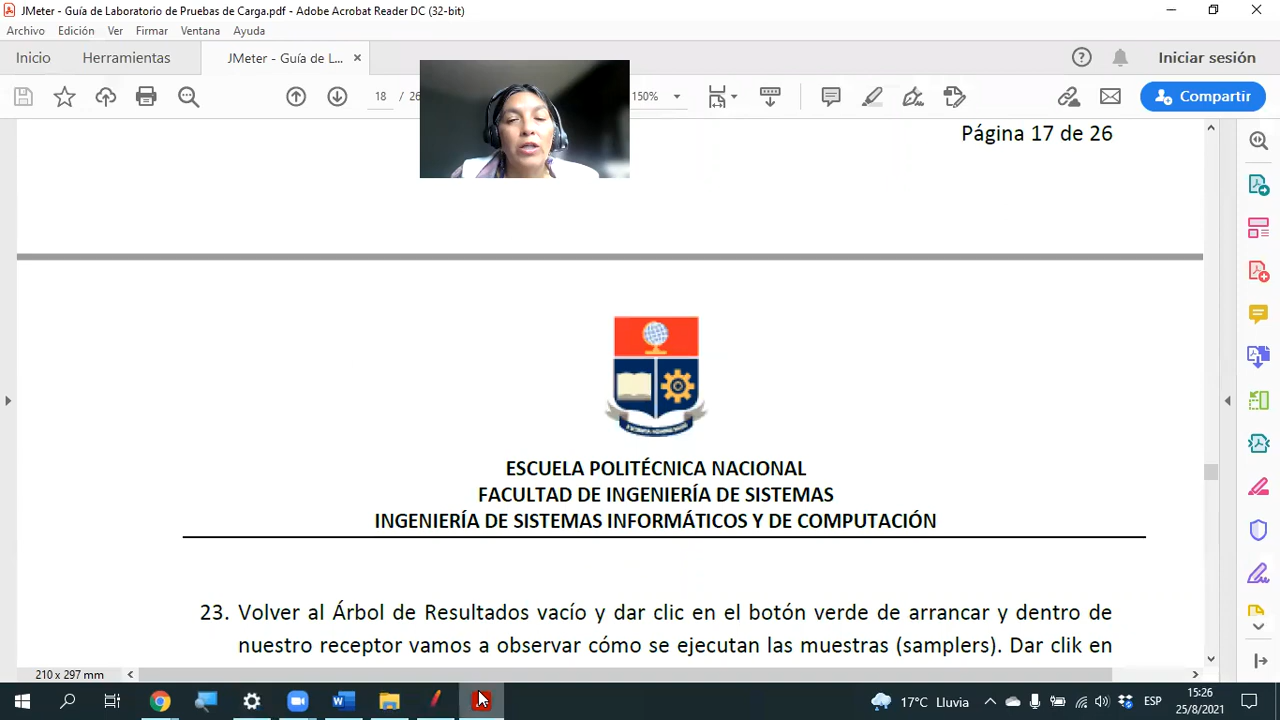 JMeter - Guía de Laboratorio de Pruebas de Carga.pdf - Adobe Acrobat Reader DC (32-bit)
Archivo Edición Ver Firmar Ventana Ayuda
Inicio Herramientas JMeter - Guía de L... Iniciar sesión
18 / 26 150% Compartir
Página 17 de 26
ESCUELA POLITÉCNICA NACIONAL
FACULTAD DE INGENIERÍA DE SISTEMAS
INGENIERÍA DE SISTEMAS INFORMÁTICOS Y DE COMPUTACIÓN
23. Volver al Árbol de Resultados vacío y dar clic en el botón verde de arrancar y dentro de
nuestro receptor vamos a observar cómo se ejecutan las muestras (samplers). Dar clik en
210 x 297 mm
17°C Lluvia ESP 15:26
25/8/2021